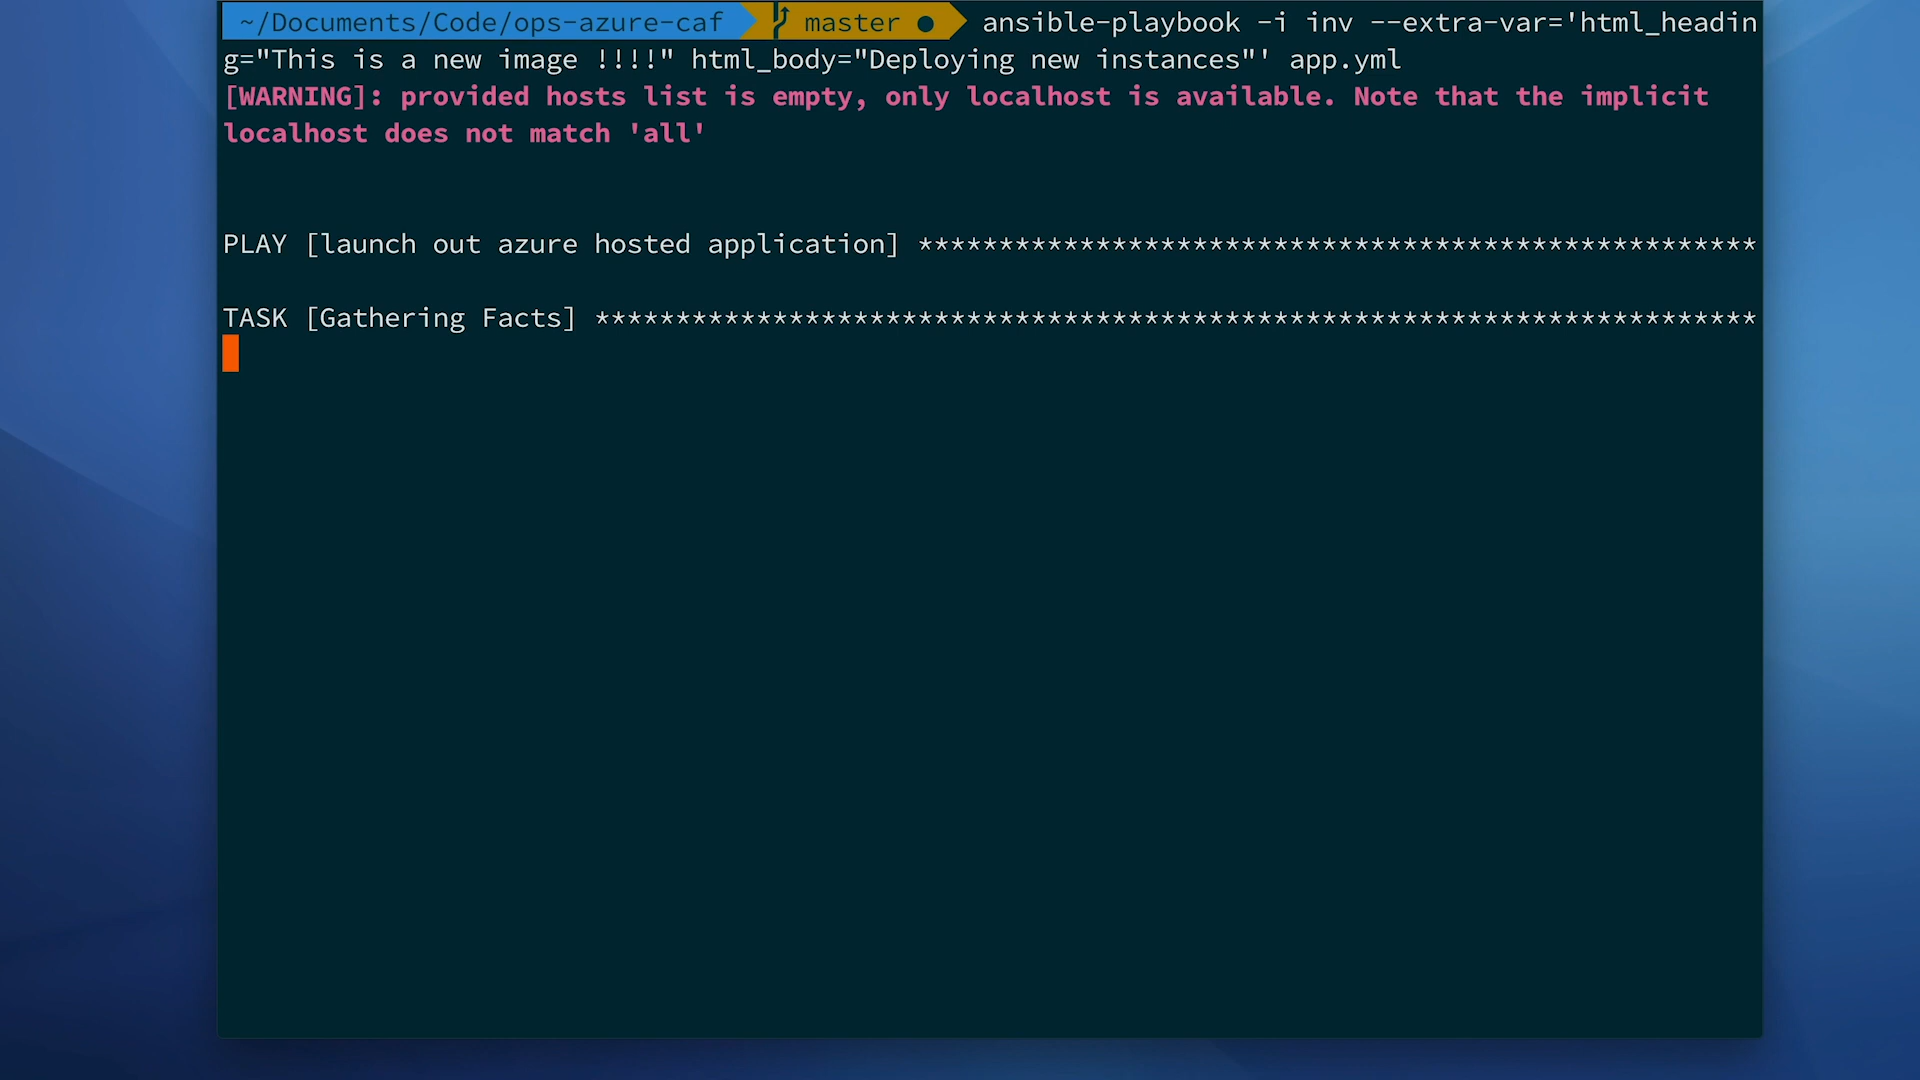 ~/Documents/Code/ops-azure-caf master ● ansible-playbook -i inv --extra-var='html_headin
g="This is a new image !!!!" html_body="Deploying new instances"' app.yml
[WARNING]: provided hosts list is empty, only localhost is available. Note that the implicit
localhost does not match 'all'
PLAY [launch out azure hosted application] ****************************************************
TASK [Gathering Facts] ************************************************************************